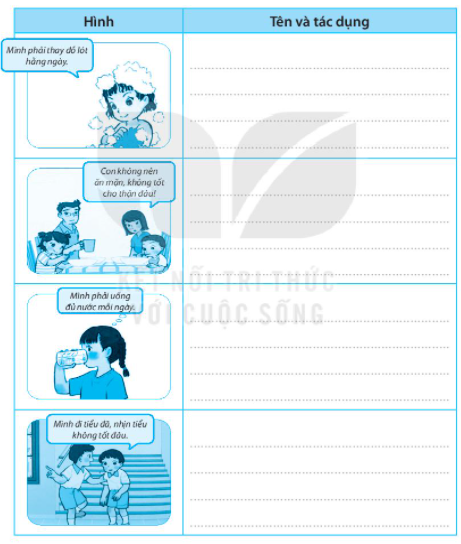 Hình
Tên và tác dụng
Mình phải thay đồ lót
hằng ngày.
Con không nên
ăn mặn, không tốt
cho thận đâu!
KẾT NỐI TRI THỨC
VỚI CUỘC SỐNG
Mình phải uống
đủ nước mỗi ngày.
Mình đi tiểu đã, nhịn tiểu
không tốt đâu.